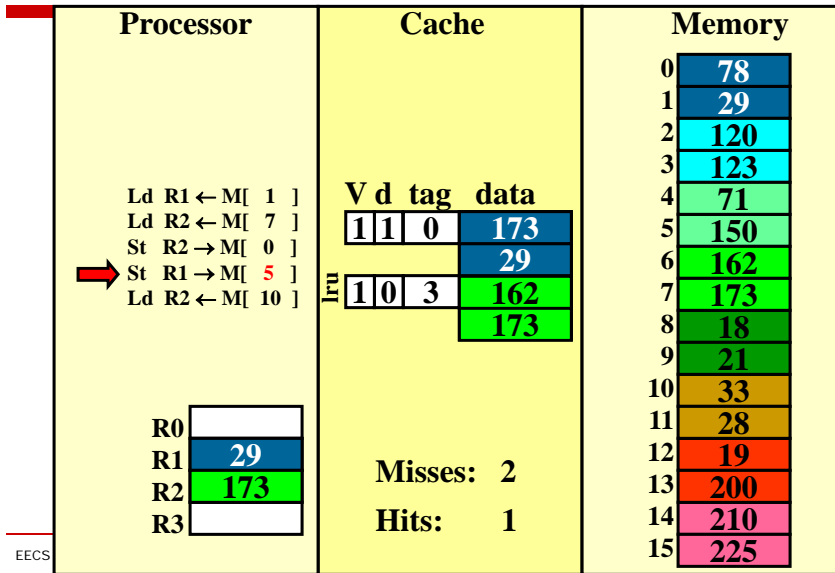 Processor
Cache
Memory
0 78
1 29
2 120
3 123
4 71
5 150
6 162
7 173
8 18
9 21
10 33
11 28
12 19
13 200
14 210
15 225
Ld R1 ← M[ 1 ]
Ld R2 ← M[ 7 ]
St R2 → M[ 0 ]
St R1 → M[ 5 ]
Ld R2 ← M[ 10 ]
V d tag data
1 1 0 173
29
lru 1 0 3 162
173
R0
R1 29
R2 173
R3
Misses: 2
Hits: 1
EECS